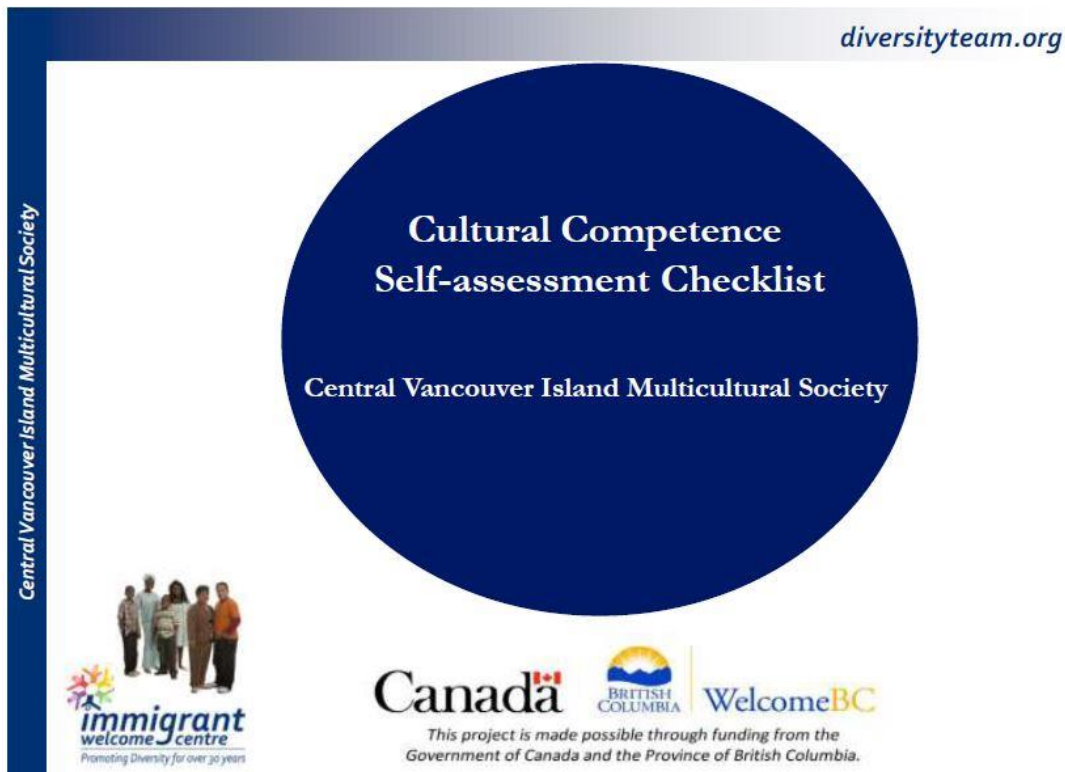 diversityteam.org
Central Vancouver Island Multicultural Society
Cultural Competence
Self-assessment Checklist
Central Vancouver Island Multicultural Society
immigrant
welcome centre
Promoting Diversity for over 30 years
Canada
BRITISH
COLUMBIA
WelcomeBC
This project is made possible through funding from the
Government of Canada and the Province of British Columbia.